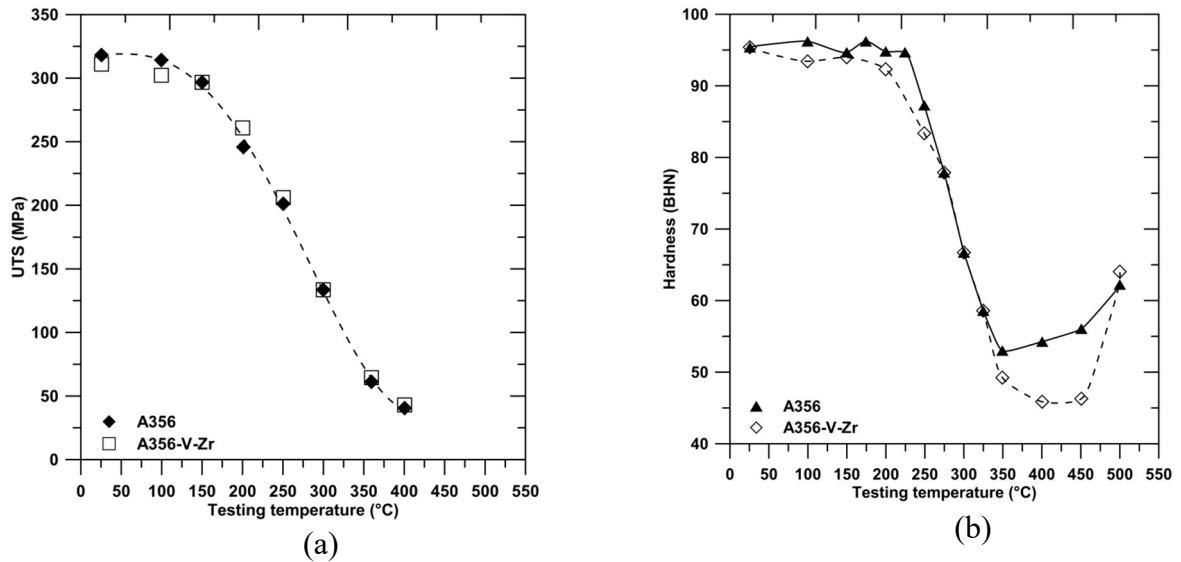 350
300
250
200
150
100
50
0
UTS (MPa)
A356
A356-V-Zr
0 50 100 150 200 250 300 350 400 450 500 550
Testing temperature (°C)
(a)
100
90
80
70
60
50
40
Hardness (BHN)
A356
A356-V-Zr
0 50 100 150 200 250 300 350 400 450 500 550
Testing temperature (°C)
(b)